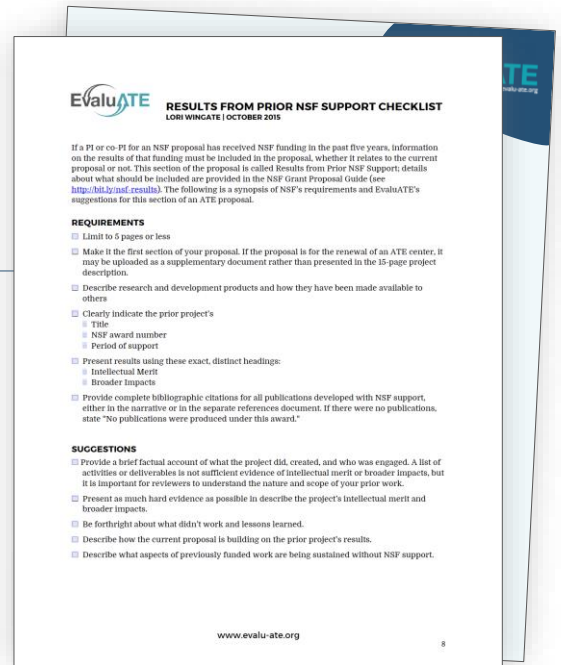 TE
evalu-ate.org
EvaluATE
RESULTS FROM PRIOR NSF SUPPORT CHECKLIST
LORI WINGATE | OCTOBER 2015
If a PI or co-PI for an NSF proposal has received NSF funding in the past five years, information
on the results of that funding must be included in the proposal, whether it relates to the current
proposal or not. This section of the proposal is called Results from Prior NSF Support; details
about what should be included are provided in the NSF Grant Proposal Guide (see
http://bit.ly/nsf-results). The following is a synopsis of NSF's requirements and EvaluATE's
suggestions for this section of an ATE proposal.
REQUIREMENTS
Limit to 5 pages or less
Make it the first section of your proposal. If the proposal is for the renewal of an ATE center, it
may be uploaded as a supplementary document rather than presented in the 15-page project
description.
Describe research and development products and how they have been made available to
others
Clearly indicate the prior project's
Title
NSF award number
Period of support
Present results using these exact, distinct headings:
Intellectual Merit
Broader Impacts
Provide complete bibliographic citations for all publications developed with NSF support,
either in the narrative or in the separate references document. If there were no publications,
state "No publications were produced under this award."
SUGGESTIONS
Provide a brief factual account of what the project did, created, and who was engaged. A list of
activities or deliverables is not sufficient evidence of intellectual merit or broader impacts, but
it is important for reviewers to understand the nature and scope of your prior work.
Present as much hard evidence as possible in describe the project's intellectual merit and
broader impacts.
Be forthright about what didn't work and lessons learned.
Describe how the current proposal is building on the prior project's results.
Describe what aspects of previously funded work are being sustained without NSF support.
www.evalu-ate.org
8